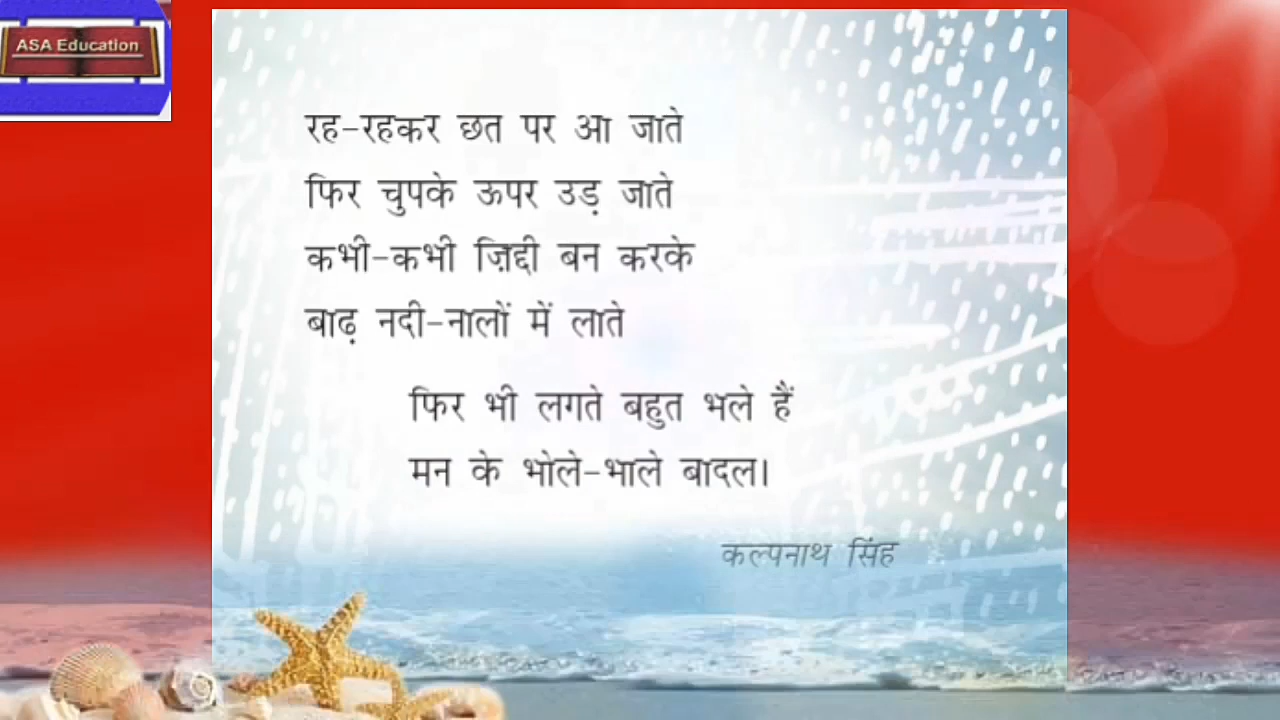 ASA Education
रह-रहकर छत पर आ जाते
फिर चुपके ऊपर उड़ जाते
कभी-कभी ज़िद्दी बन करके
बाढ़ नदी-नालों में लाते
फिर भी लगते बहुत भले हैं
मन के भोले-भाले बादल।
कल्पनाथ सिंह